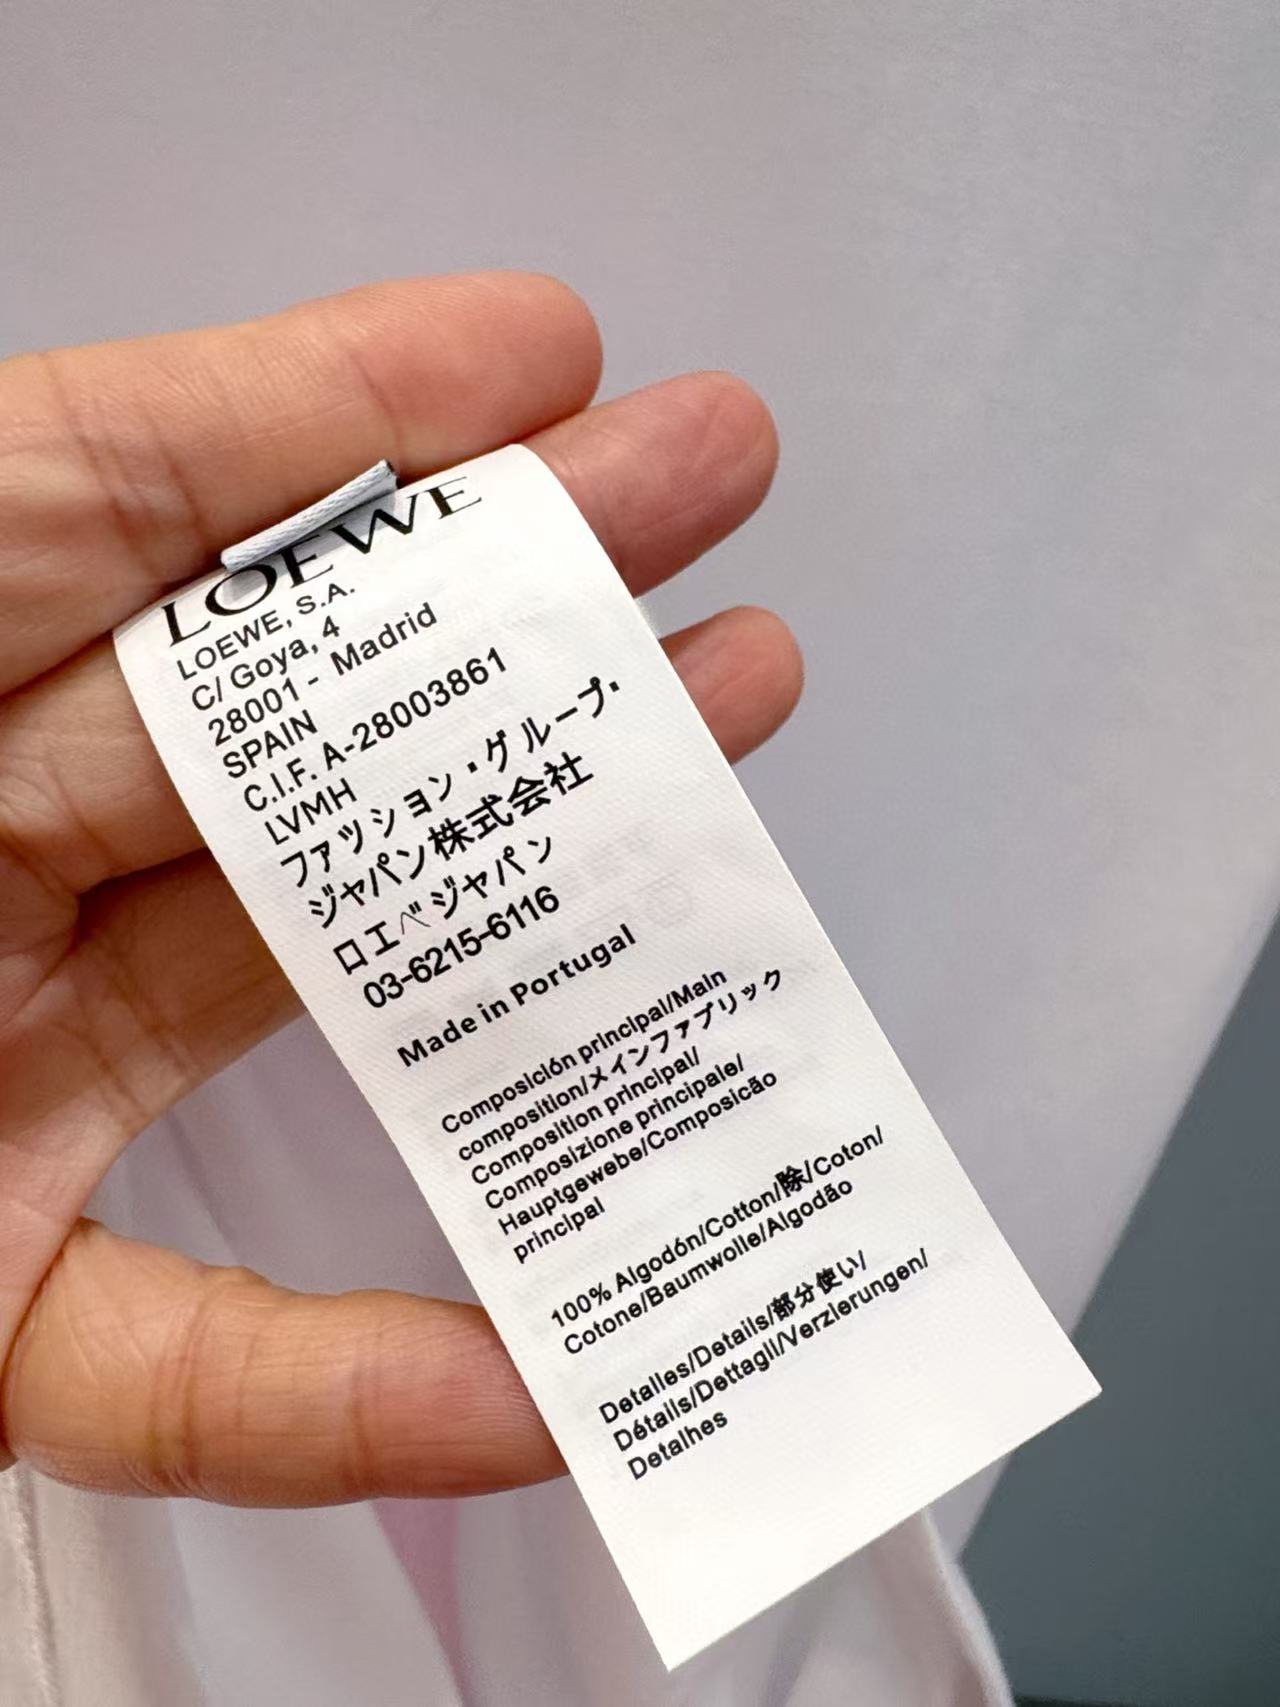 LOEWE
LOEWE, S.A.
C/ Goya, 4
28001 - Madrid
SPAIN
C.I.F. A-28003861
LVMH
ファッション・グループ・
ジャパン株式会社
ロエベジャパン
03-6215-6116
Made in Portugal
Composición principal/Main
composition/メインファブリック
Composition principal/
Composizione principale/
Hauptgewebe/Composicão
principal
100% Algodón/Cotton/除/Coton/
Cotone/Baumwolle/Algodão
Detalles/Details/部分使い/
Détails/Dettagli/Verzierungen/
Detalhes